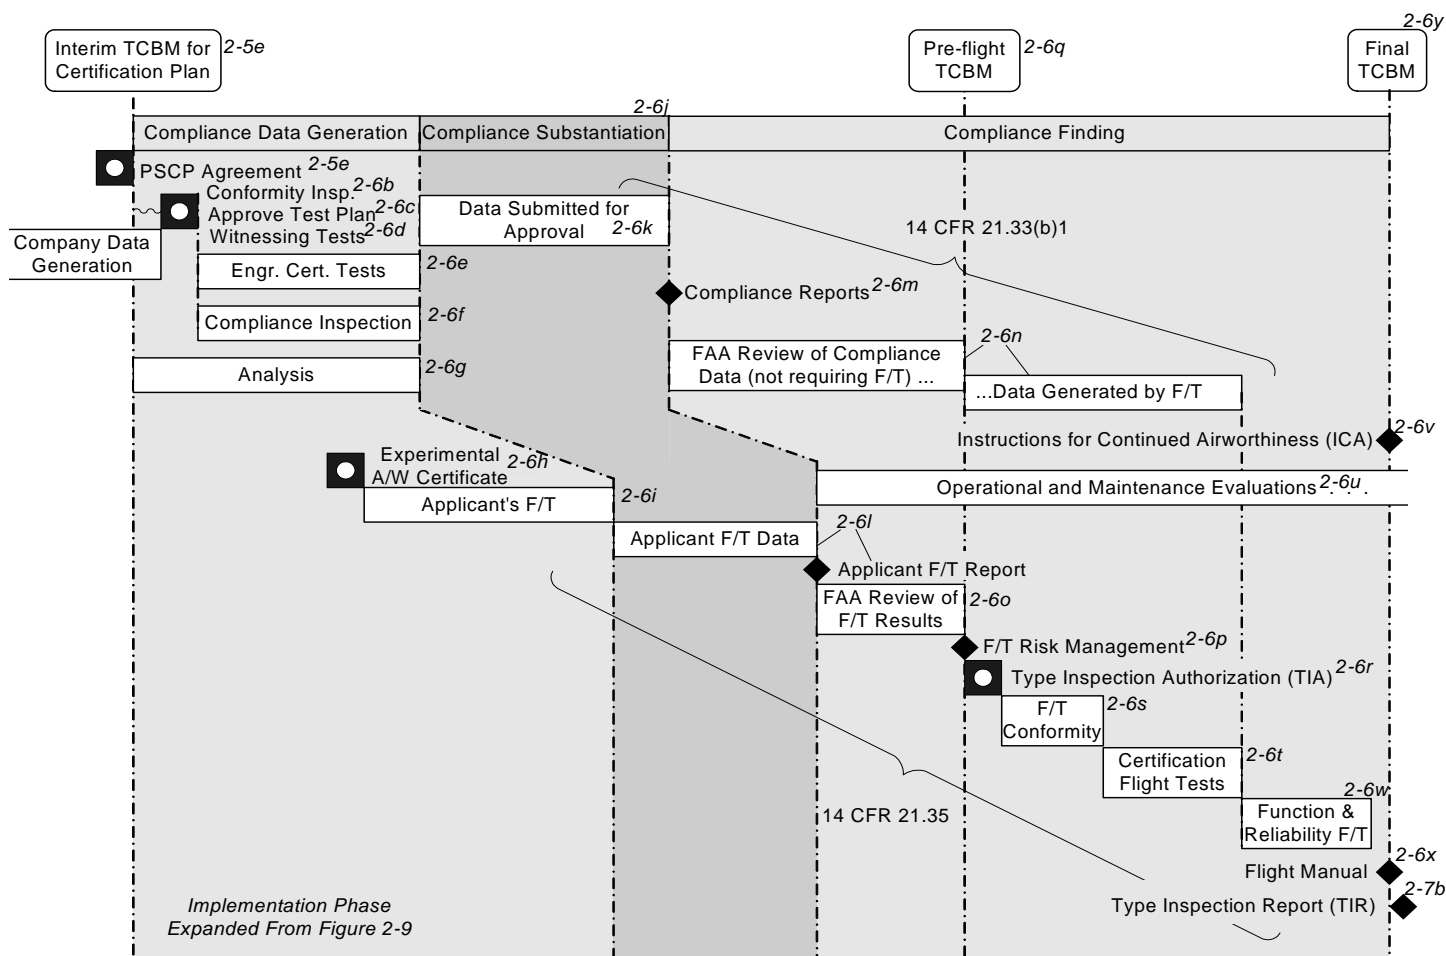 2-6y
Interim TCBM for
Certification Plan
2-5e
Pre-flight
TCBM
2-6q
Final
TCBM
2-6j
Compliance Data Generation
Compliance Substantiation
Compliance Finding
PSCP Agreement 2-5e
Conformity Insp. 2-6b
Approve Test Plan 2-6c
Witnessing Tests 2-6d
Company Data
Generation
Data Submitted for
Approval 2-6k
14 CFR 21.33(b)1
Engr. Cert. Tests 2-6e
Compliance Reports 2-6m
Compliance Inspection 2-6f
2-6n
FAA Review of Compliance
Data (not requiring F/T) ...
Analysis 2-6g
...Data Generated by F/T
Instructions for Continued Airworthiness (ICA) 2-6v
Experimental
A/W Certificate 2-6h
Operational and Maintenance Evaluations . . . 2-6u
Applicant's F/T 2-6i
Applicant F/T Data 2-6l
Applicant F/T Report
FAA Review of
F/T Results
2-6o
F/T Risk Management 2-6p
Type Inspection Authorization (TIA) 2-6r
F/T
Conformity
2-6s
Certification
Flight Tests
2-6t
2-6w
Function &
Reliability F/T
14 CFR 21.35
2-6x
Flight Manual
2-7b
Type Inspection Report (TIR)
Implementation Phase
Expanded From Figure 2-9